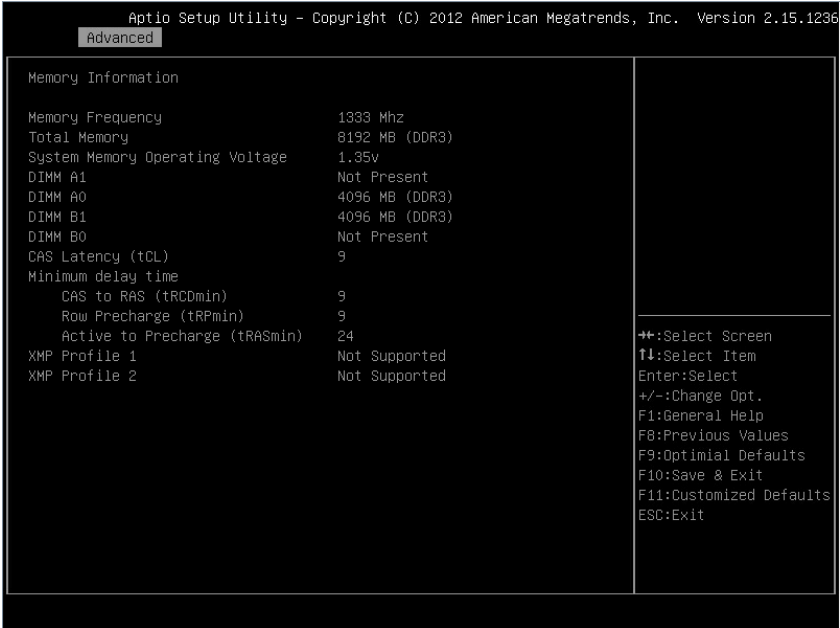 Aptio Setup Utility – Copyright (C) 2012 American Megatrends, Inc. Version 2.15.1236
Advanced
Memory Information
Memory Frequency 1333 Mhz
Total Memory 8192 MB (DDR3)
System Memory Operating Voltage 1.35v
DIMM A1 Not Present
DIMM A0 4096 MB (DDR3)
DIMM B1 4096 MB (DDR3)
DIMM B0 Not Present
CAS Latency (tCL) 9
Minimum delay time
CAS to RAS (tRCDmin) 9
Row Precharge (tRPmin) 9
Active to Precharge (tRASmin) 24
XMP Profile 1 Not Supported
XMP Profile 2 Not Supported
→←:Select Screen
↑↓:Select Item
Enter:Select
+/-:Change Opt.
F1:General Help
F8:Previous Values
F9:Optimial Defaults
F10:Save & Exit
F11:Customized Defaults
ESC:Exit